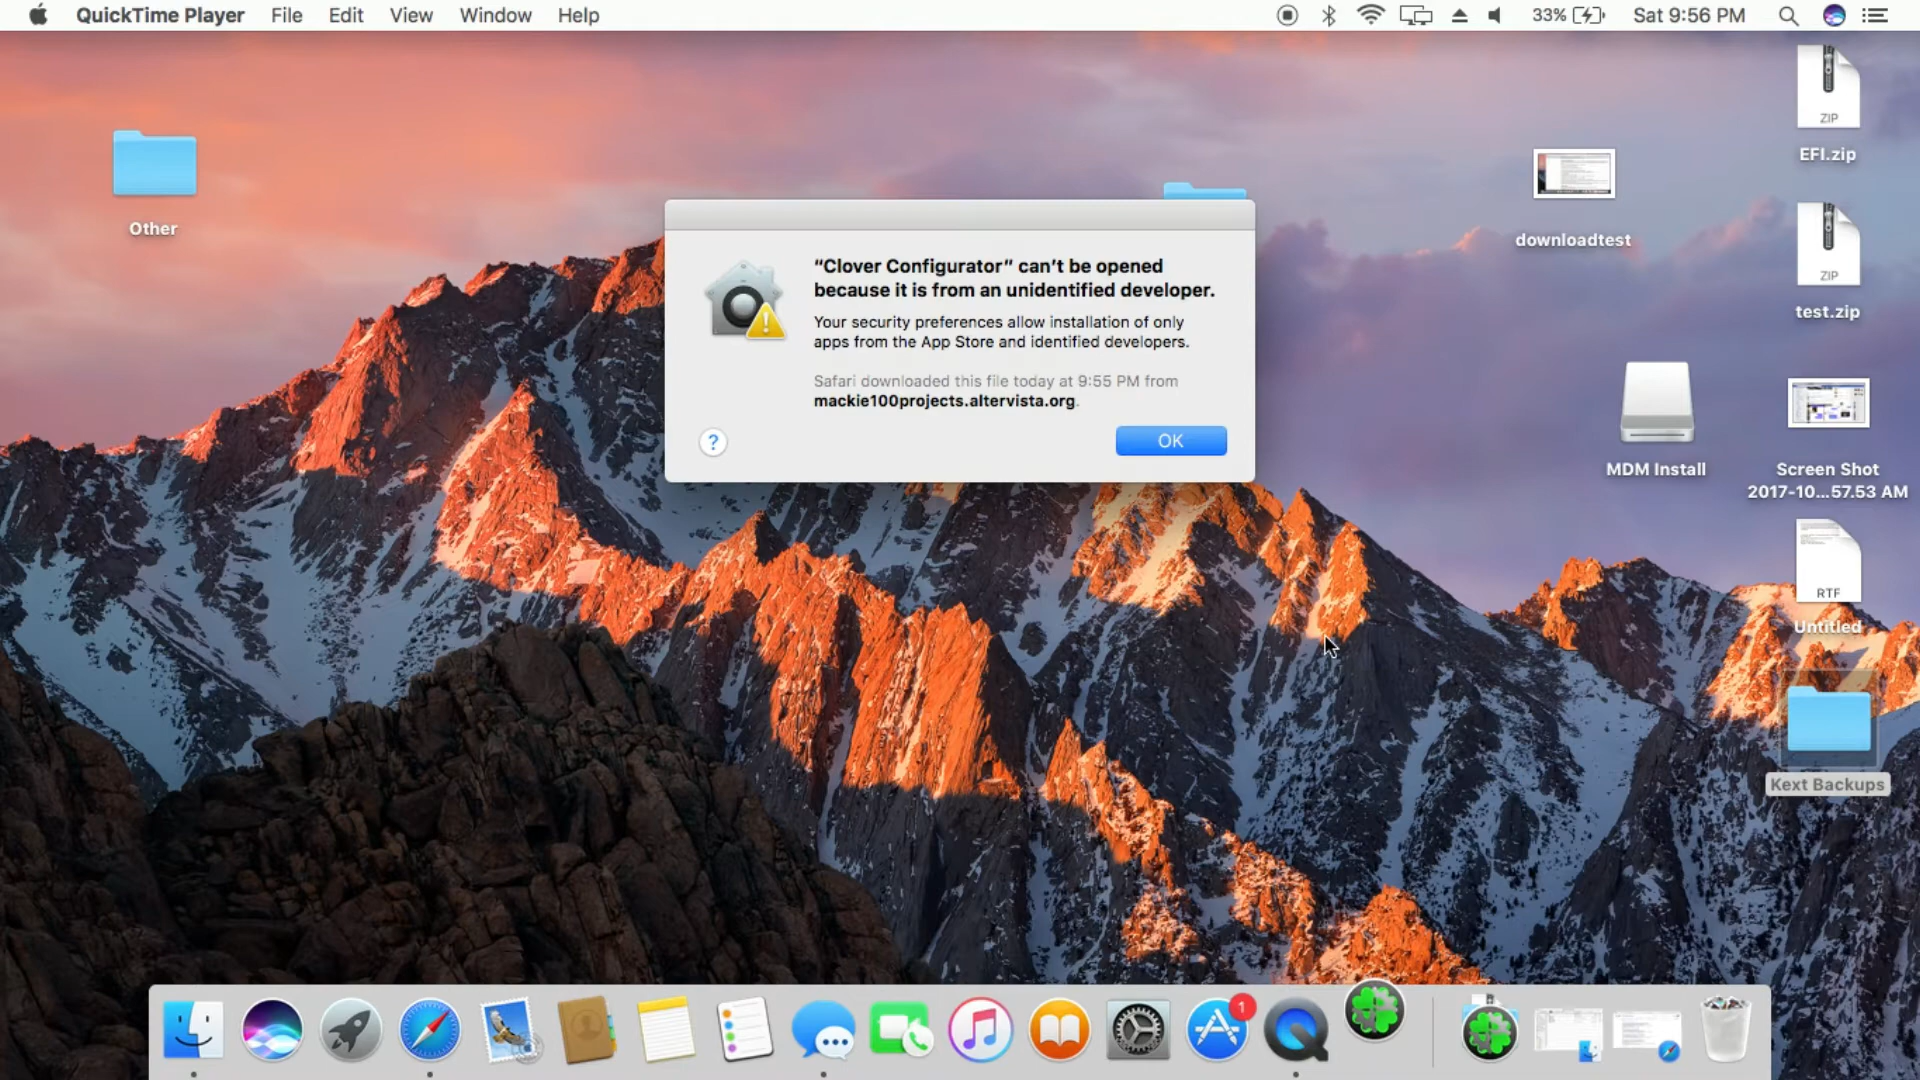 QuickTime Player File Edit View Window Help 33% Sat 9:56 PM
ZIP
EFI.zip
Other
downloadtest
ZIP
test.zip
“Clover Configurator” can’t be opened
because it is from an unidentified developer.
Your security preferences allow installation of only
apps from the App Store and identified developers.
Safari downloaded this file today at 9:55 PM from
mackie100projects.altervista.org.
? OK
MDM Install
Screen Shot
2017-10...57.53 AM
RTF
Untitled
Kext Backups
1